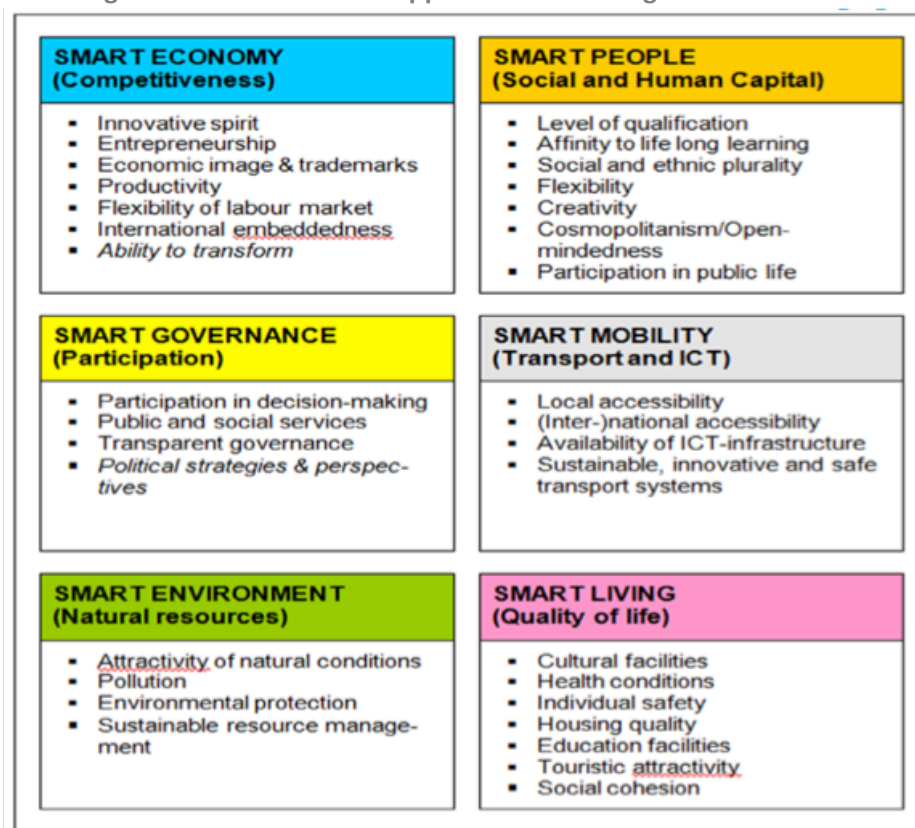 SMART ECONOMY
(Competitiveness)
▪ Innovative spirit
▪ Entrepreneurship
▪ Economic image & trademarks
▪ Productivity
▪ Flexibility of labour market
▪ International embeddedness
▪ Ability to transform
SMART PEOPLE
(Social and Human Capital)
▪ Level of qualification
▪ Affinity to life long learning
▪ Social and ethnic plurality
▪ Flexibility
▪ Creativity
▪ Cosmopolitanism/Open-
mindedness
▪ Participation in public life
SMART GOVERNANCE
(Participation)
▪ Participation in decision-making
▪ Public and social services
▪ Transparent governance
▪ Political strategies & perspec-
tives
SMART MOBILITY
(Transport and ICT)
▪ Local accessibility
▪ (Inter-)national accessibility
▪ Availability of ICT-infrastructure
▪ Sustainable, innovative and safe
transport systems
SMART ENVIRONMENT
(Natural resources)
▪ Attractivity of natural conditions
▪ Pollution
▪ Environmental protection
▪ Sustainable resource manage-
ment
SMART LIVING
(Quality of life)
▪ Cultural facilities
▪ Health conditions
▪ Individual safety
▪ Housing quality
▪ Education facilities
▪ Touristic attractivity
▪ Social cohesion